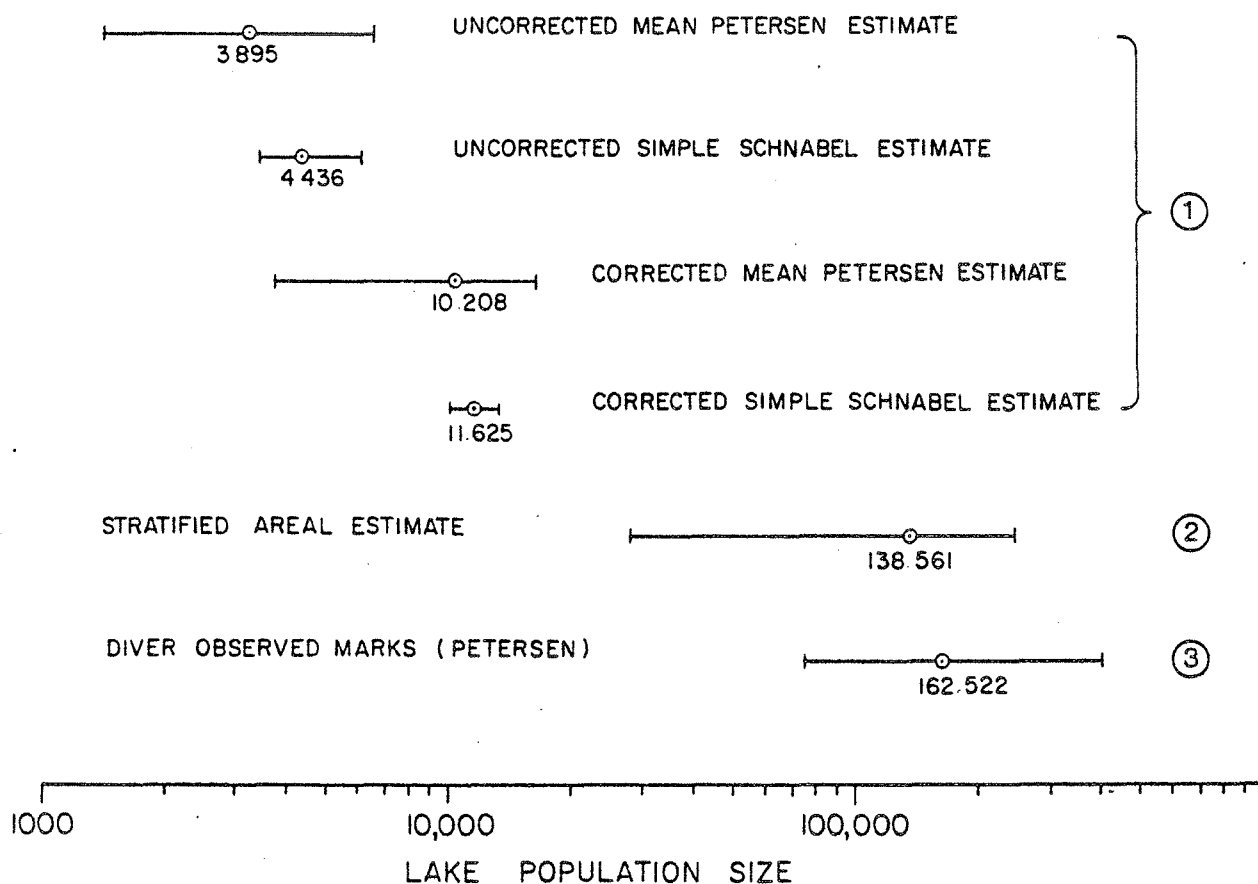 UNCORRECTED MEAN PETERSEN ESTIMATE
3 895
UNCORRECTED SIMPLE SCHNABEL ESTIMATE
4 436
①
CORRECTED MEAN PETERSEN ESTIMATE
10.208
CORRECTED SIMPLE SCHNABEL ESTIMATE
11.625
STRATIFIED AREAL ESTIMATE
②
138.561
DIVER OBSERVED MARKS (PETERSEN)
③
162.522
1000 10,000 100,000
LAKE POPULATION SIZE